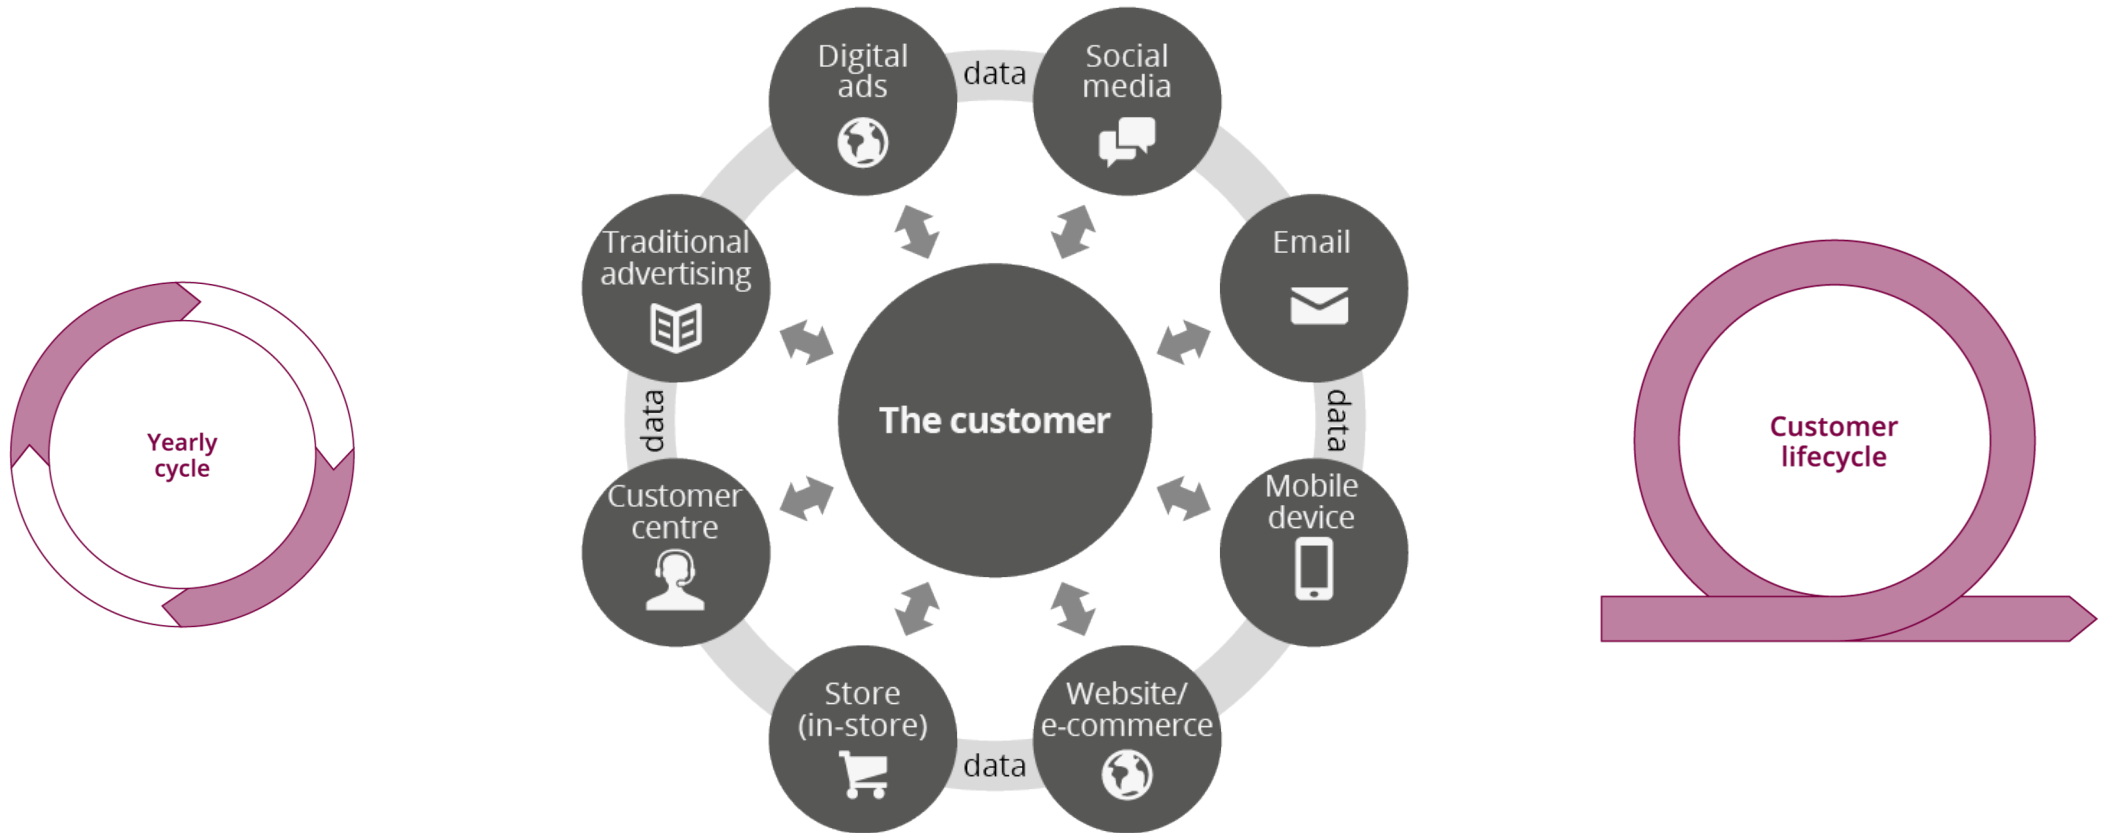 Yearly
cycle
Digital
ads
data
Social
media
Traditional
advertising
Email
data
The customer
data
Customer
centre
Mobile
device
Store
(in-store)
data
Website/
e-commerce
Customer
lifecycle